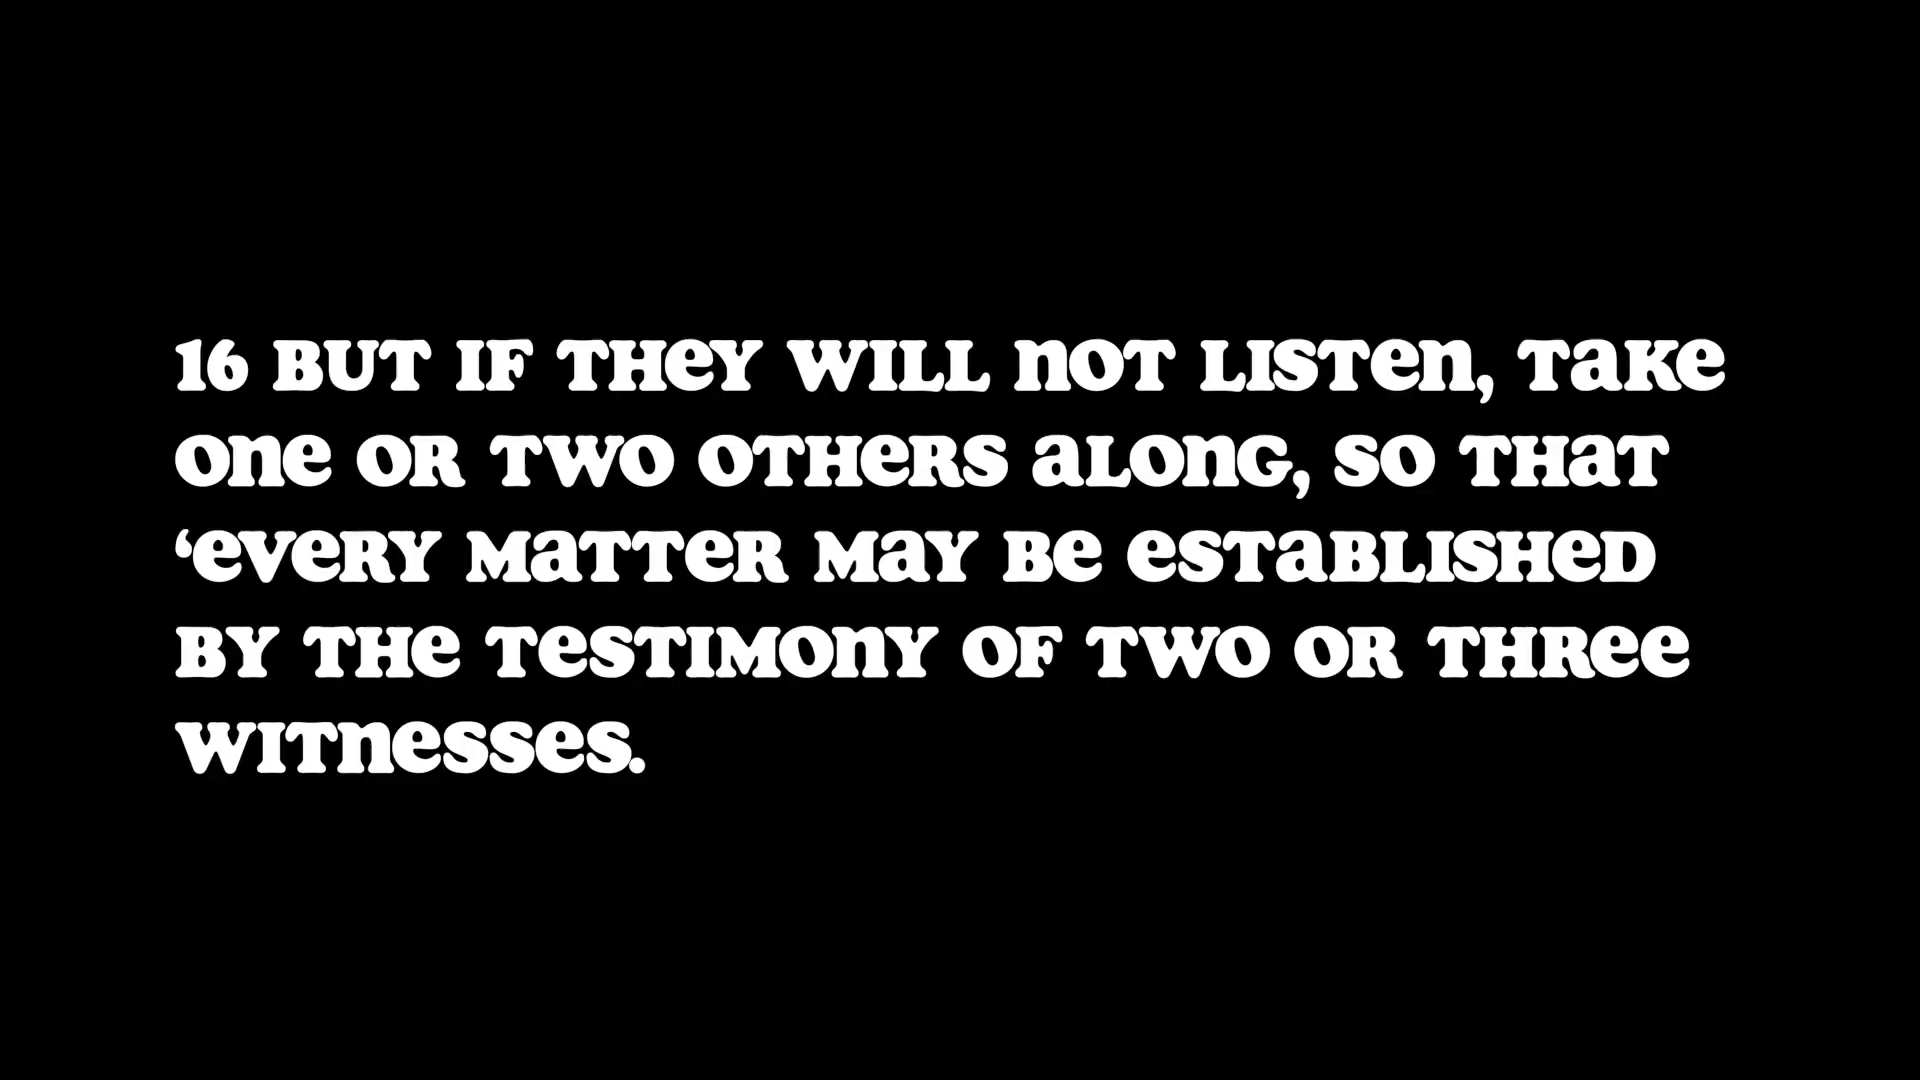 16 BUT IF THEY WILL NOT LISTEN, TAKE
ONE OR TWO OTHERS ALONG, SO THAT
‘EVERY MATTER MAY BE ESTABLISHED
BY THE TESTIMONY OF TWO OR THREE
WITNESSES.